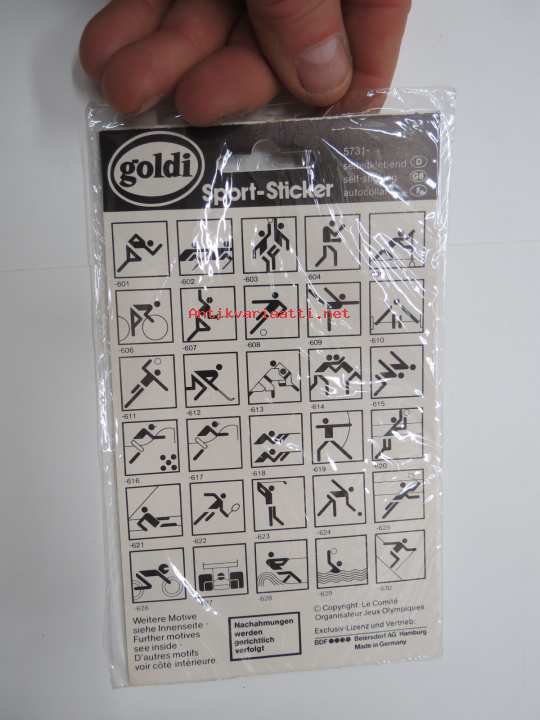 goldi
Sport-Sticker
5731-
selbstklebend D
self-sticking GB
autocollant F
-601 -602 -603 -604
-606 -607 -608 -609 -610
Antikvariaatti.net
-611 -612 -613 -614 -615
-616 -617 -618 -619 -620
-621 -622 -623 -624 -625
-626 -628 -629 -630
Weitere Motive
siehe Innenseite ·
Further motives
see inside ·
D'autres motifs
voir côté intérieure
Nachahmungen
werden
gerichtlich
verfolgt
© Copyright: Le Comité
Organisateur Jeux Olympiques
Exclusiv-Lizenz und Vertrieb:
BDF Beiersdorf AG Hamburg
Made in Germany